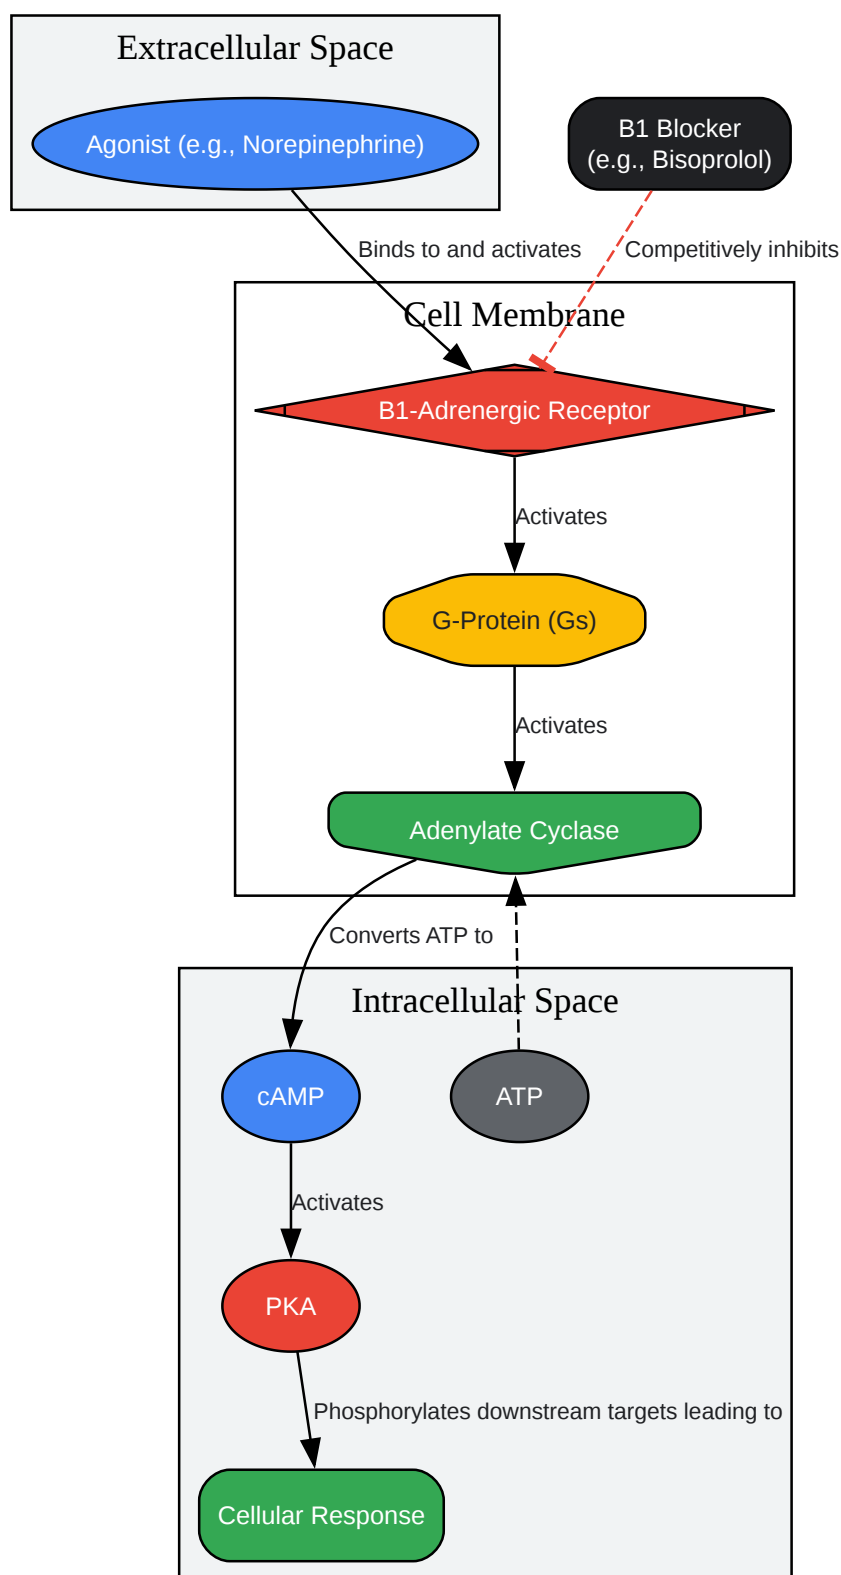 Extracellular Space
Agonist (e.g., Norepinephrine)
B1 Blocker
(e.g., Bisoprolol)
Binds to and activates
Competitively inhibits
Cell Membrane
B1-Adrenergic Receptor
Activates
G-Protein (Gs)
Activates
Adenylate Cyclase
Converts ATP to
Intracellular Space
cAMP
ATP
Activates
PKA
Phosphorylates downstream targets leading to
Cellular Response